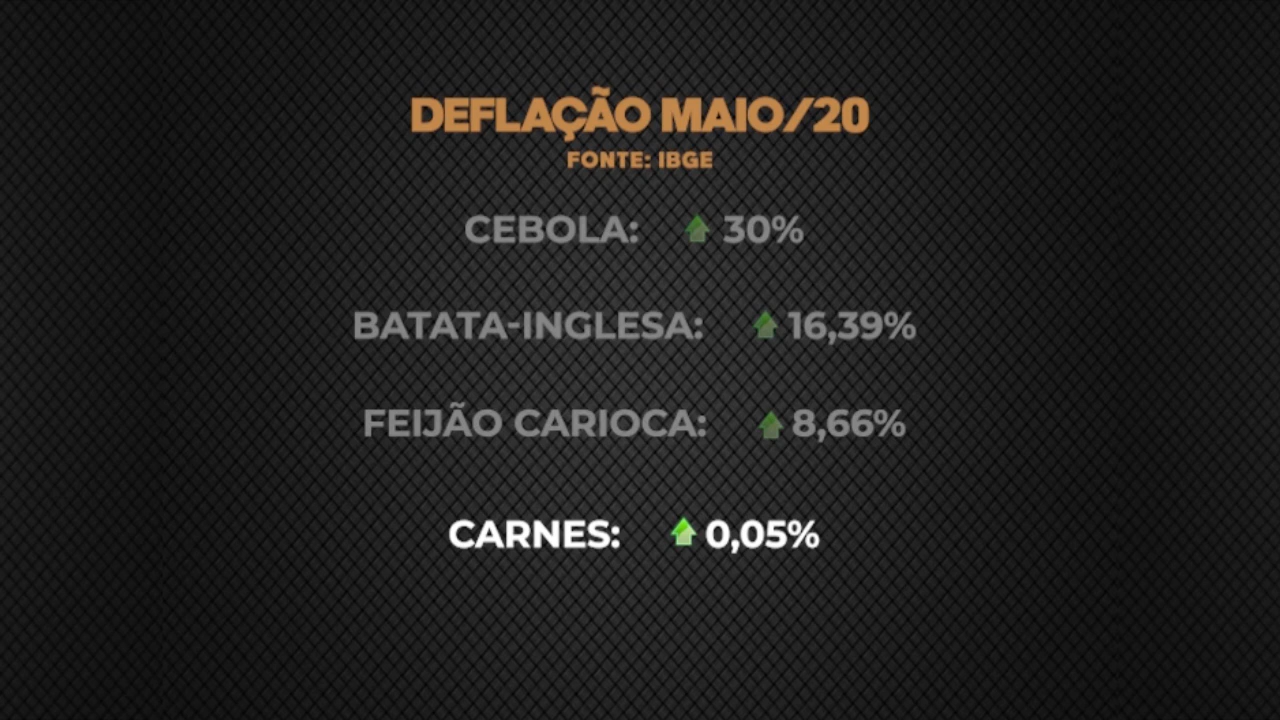 DEFLAÇÃO MAIO/20
FONTE: IBGE
CEBOLA: 30%
BATATA-INGLESA: 16,39%
FEIJÃO CARIOCA: 8,66%
CARNES: 0,05%